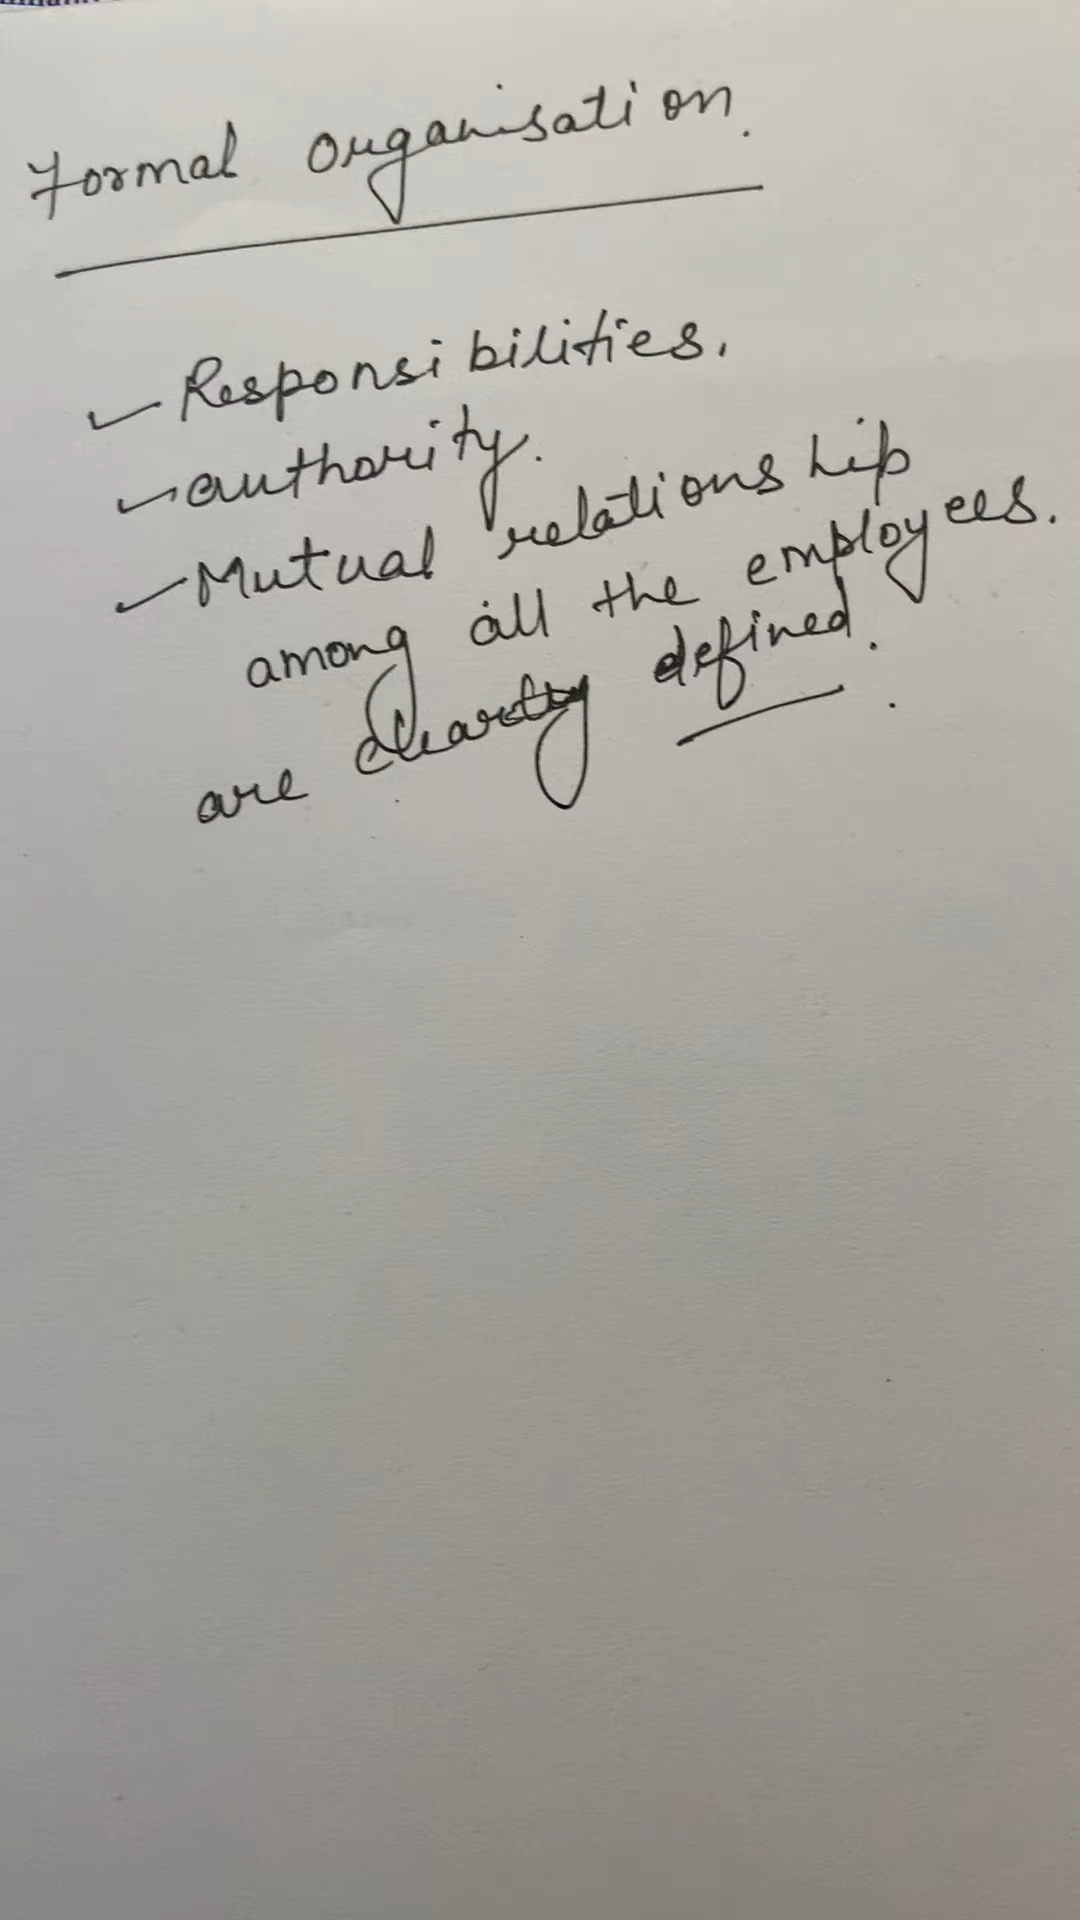 Formal organisation.
- Responsibilities.
- authority.
- Mutual relationship
among all the employees.
are clearly defined.